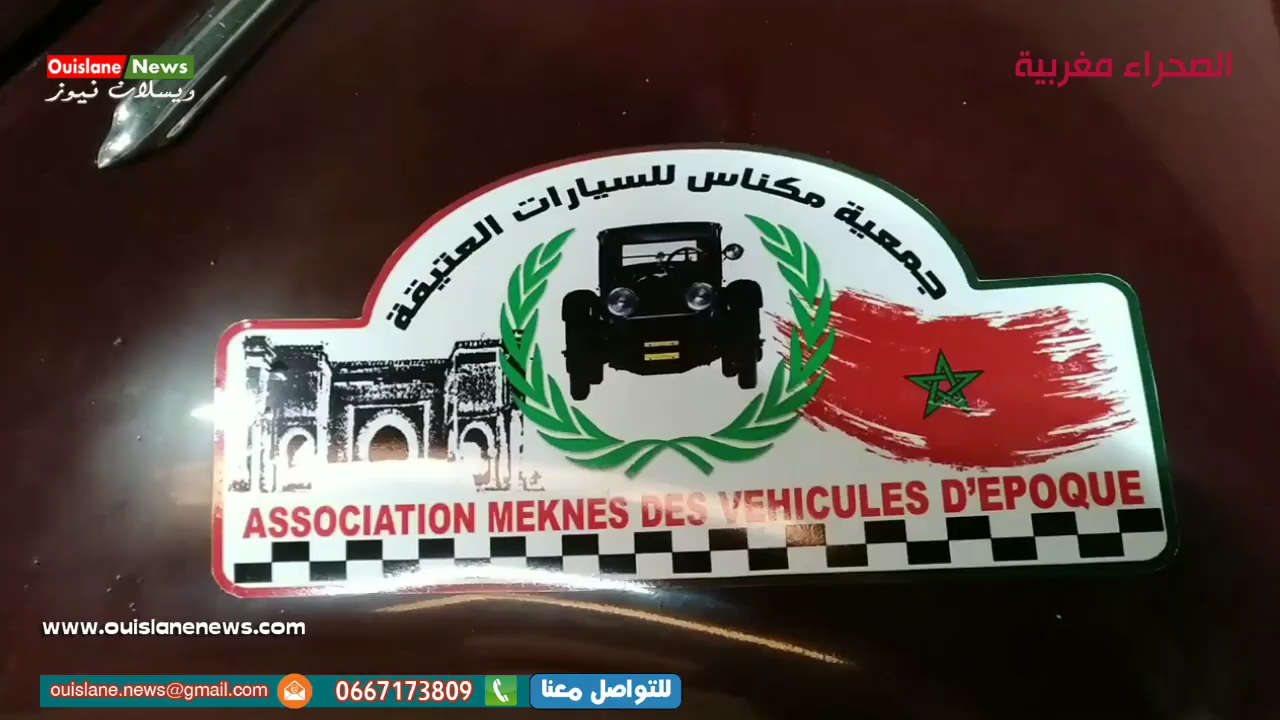 Ouislane News
ويسلان نيوز
الصحراء مغربية
جمعية مكناس للسيارات العتيقة
ASSOCIATION MEKNES DES VEHICULES D'EPOQUE
www.ouislanenews.com
ouislane.news@gmail.com 0667173809 للتواصل معنا